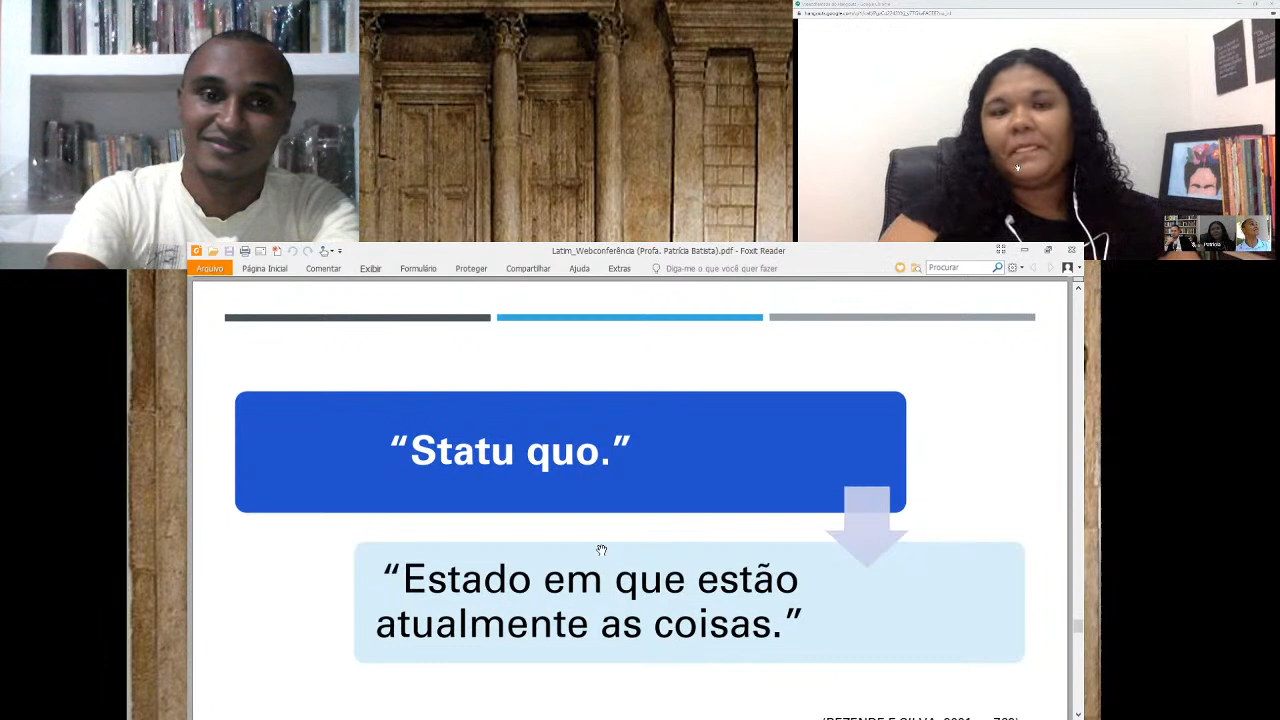 Latim_Webconferência (Profa. Patrícia Batista).pdf - Foxit Reader
Arquivo Página Inicial Comentar Exibir Formulário Proteger Compartilhar Ajuda Extras Diga-me o que você quer fazer Procurar
“Statu quo.”
“Estado em que estão
atualmente as coisas.”